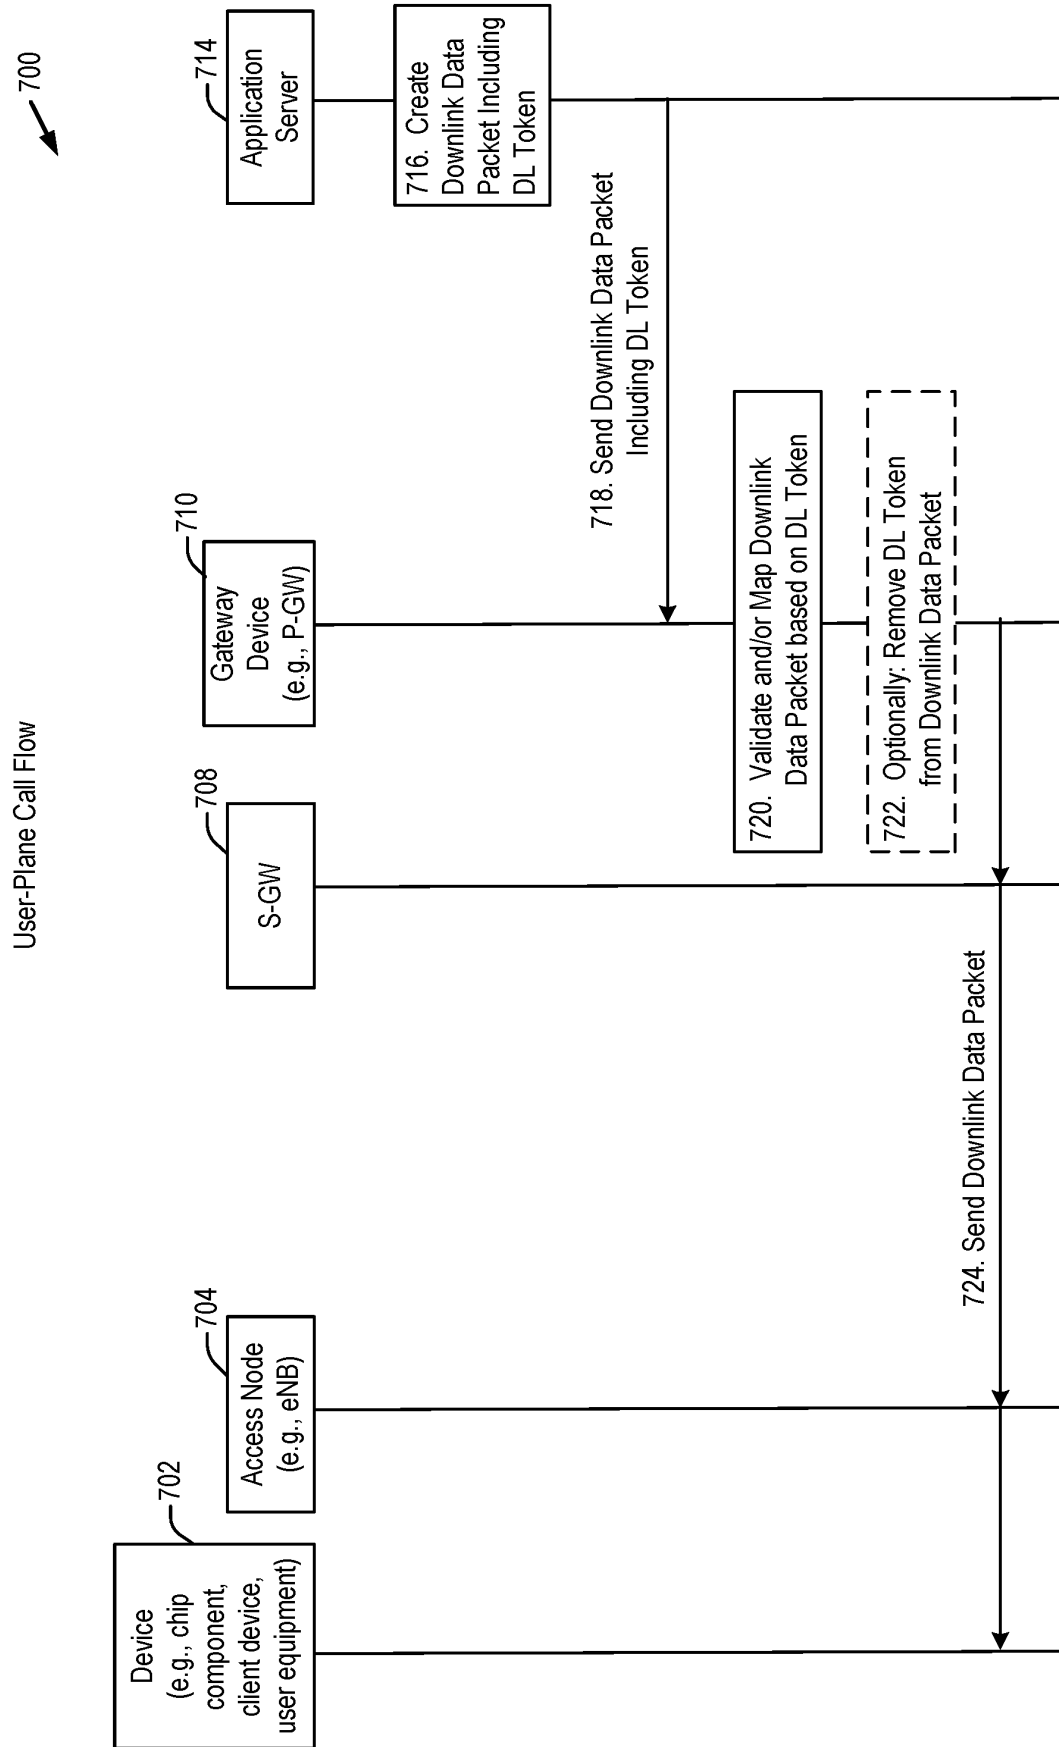 User-Plane Call Flow
700
Device
(e.g., chip
component,
client device,
user equipment)
702
Access Node
(e.g., eNB)
704
S-GW
708
Gateway
Device
(e.g., P-GW)
710
Application
Server
714
716. Create
Downlink Data
Packet Including
DL Token
718. Send Downlink Data Packet
Including DL Token
720. Validate and/or Map Downlink
Data Packet based on DL Token
722. Optionally: Remove DL Token
from Downlink Data Packet
724. Send Downlink Data Packet